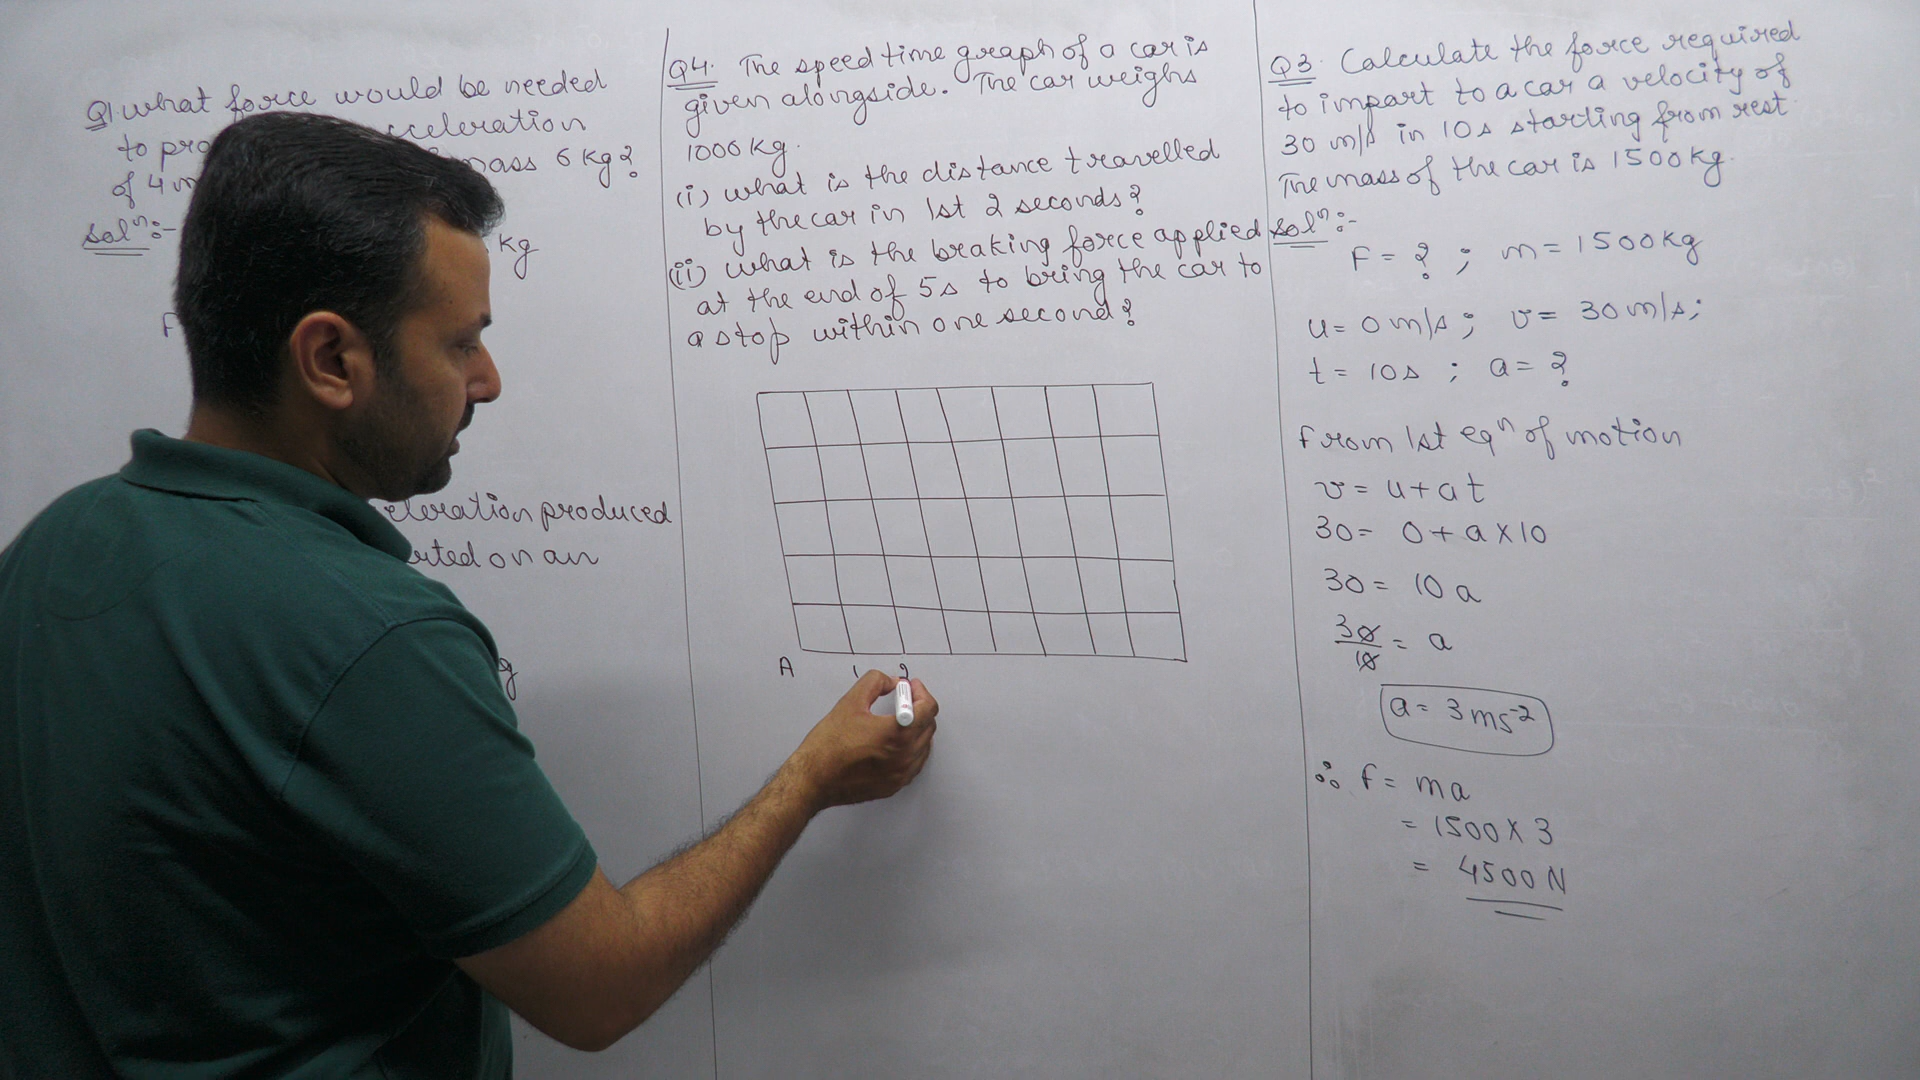 Q1. what force would be needed
to pro cceleration
of 4 m mass 6 kg?
solⁿ:-
kg
F
eleration produced
erted on an
g
Q4. The speed time graph of a car is
given alongside. The car weighs
1000 kg.
(i) what is the distance travelled
by the car in 1st 2 seconds?
(ii) what is the braking force applied
at the end of 5s to bring the car to
a stop within one second?
A 1 2
Q3. Calculate the force required
to impart to a car a velocity of
30 m/s in 10s starting from rest.
The mass of the car is 1500 kg.
solⁿ:-
F = ? ; m = 1500 kg
u = 0 m/s ; v = 30 m/s ;
t = 10s ; a = ?
from 1st eqⁿ of motion
v = u + at
30 = 0 + a × 10
30 = 10 a
30/10 = a
a = 3 ms⁻²
∴ F = ma
= 1500 × 3
= 4500 N